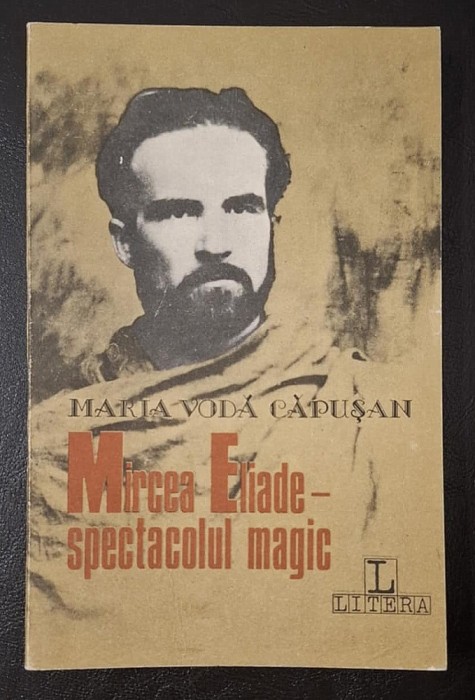 MARIA VODĂ CĂPUŞAN
Mircea Eliade –
spectacolul magic
L
LITERA